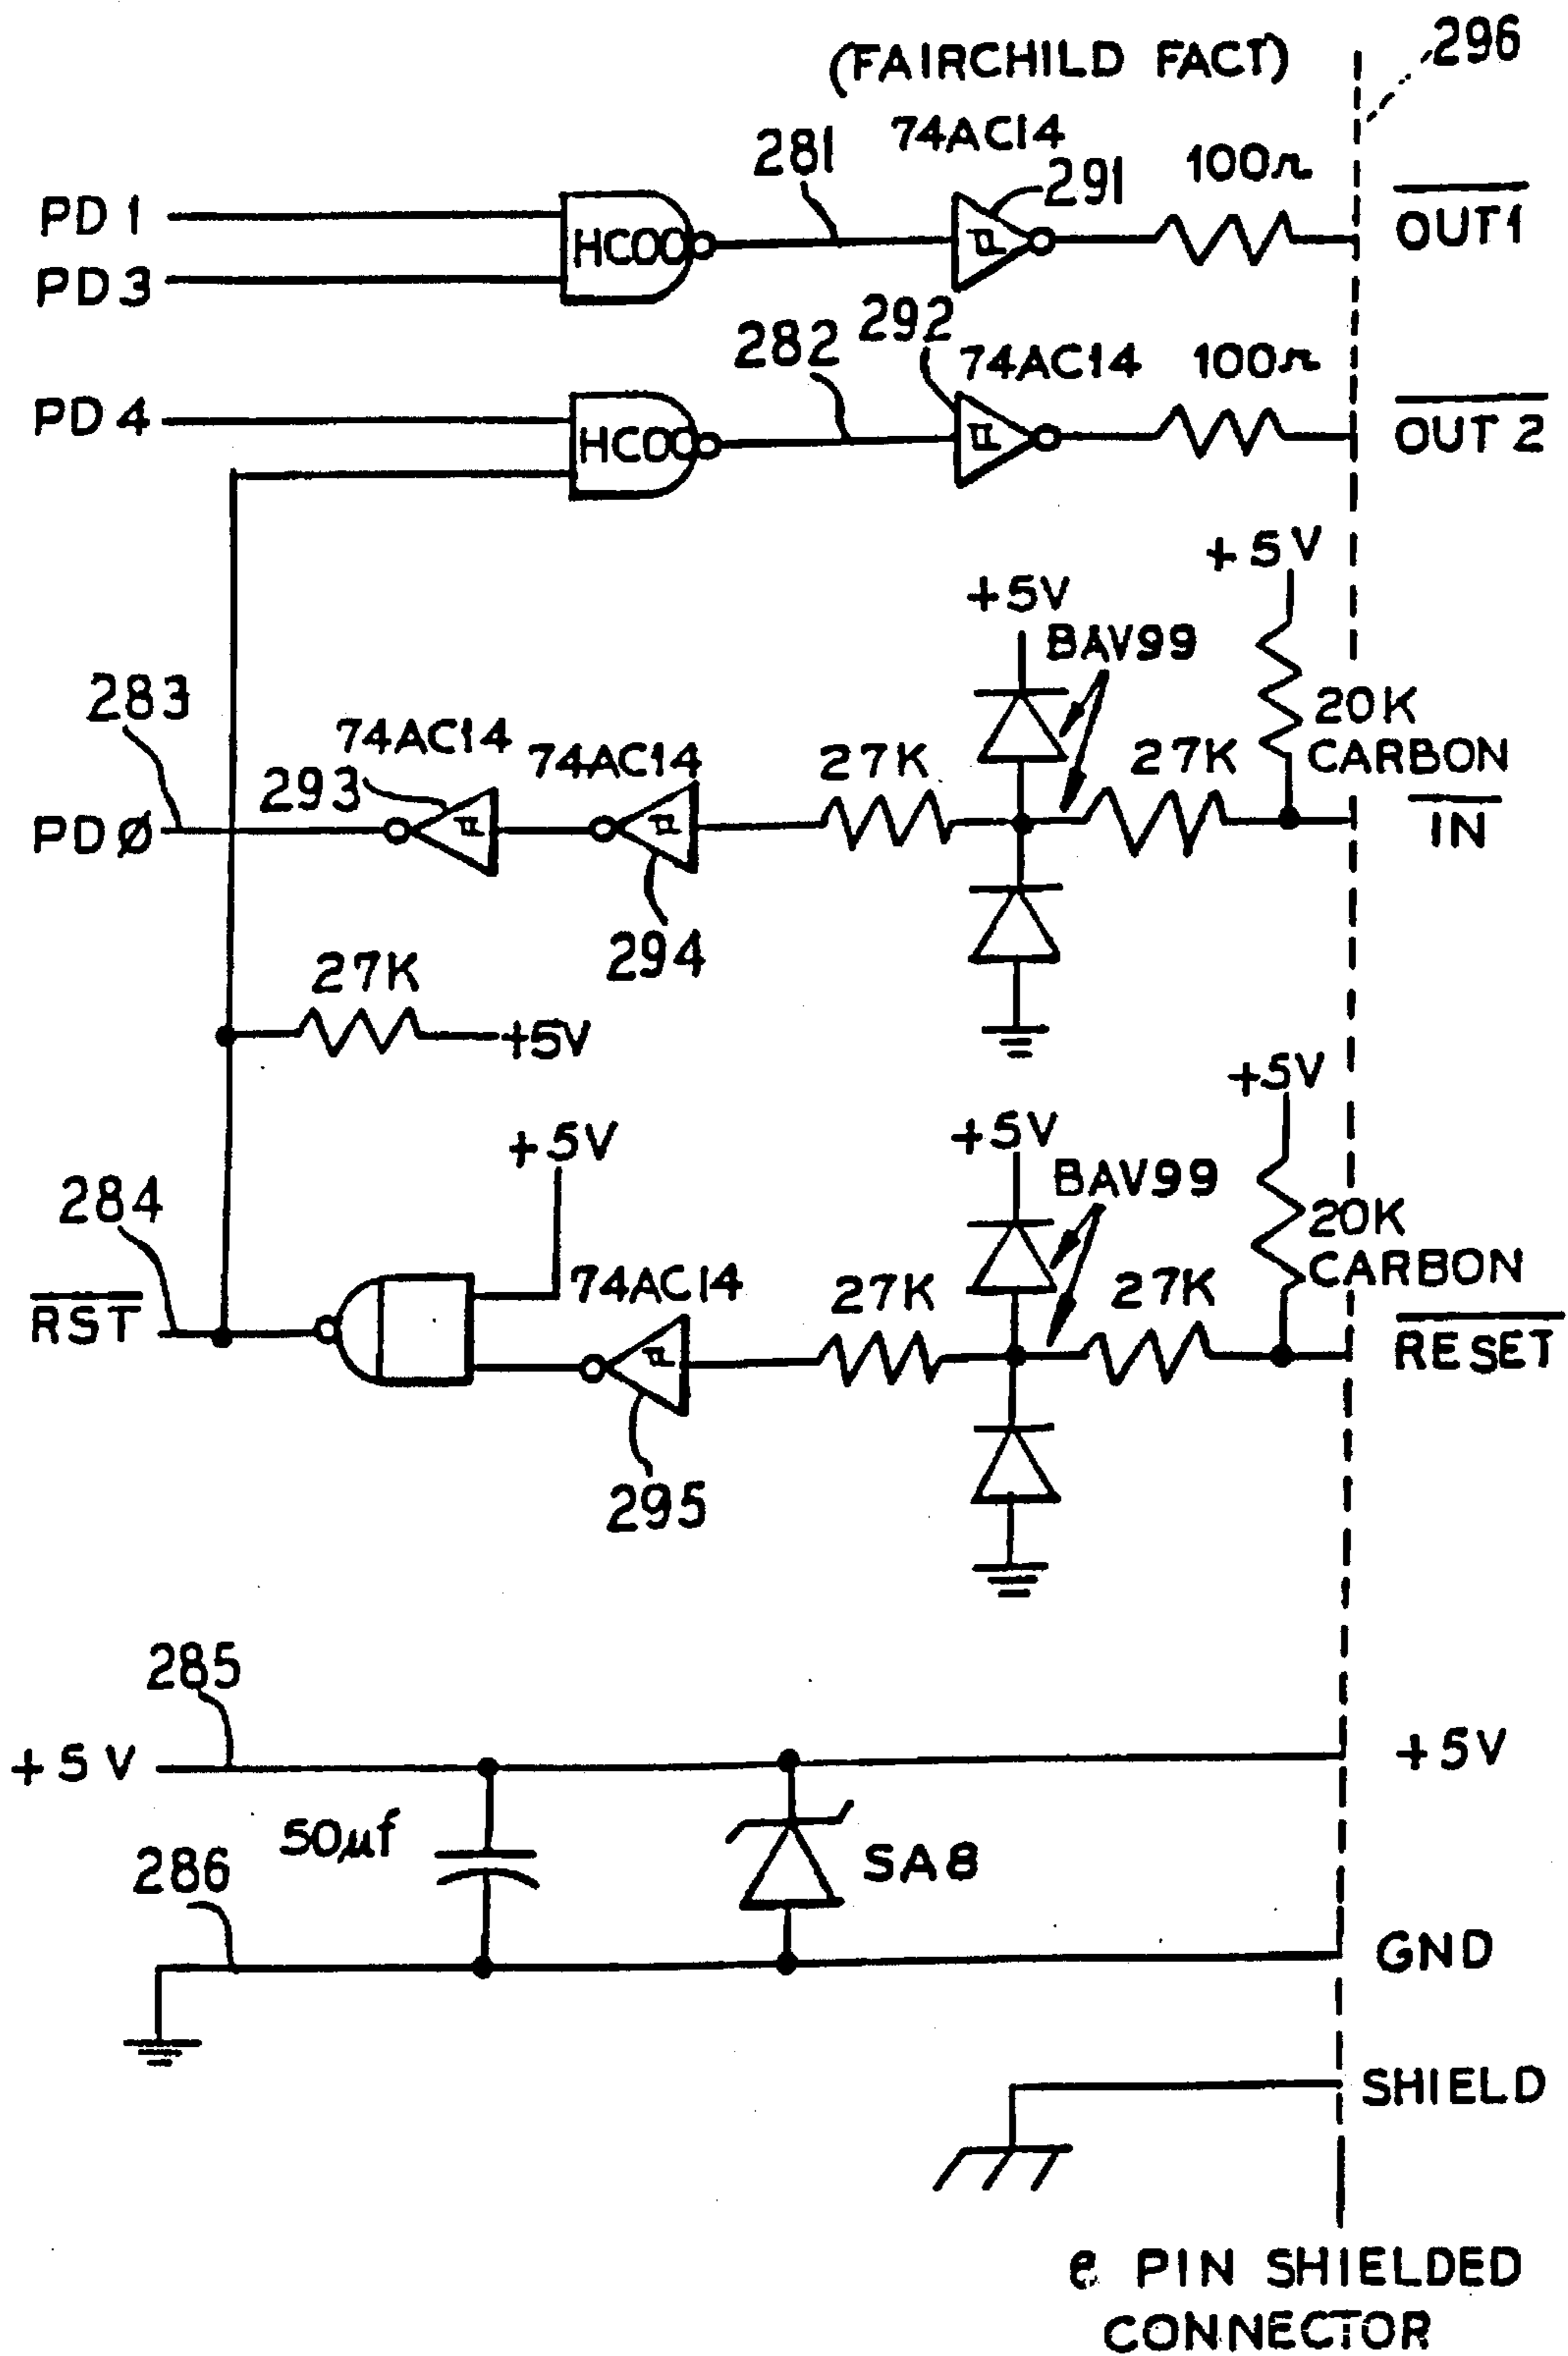 (FAIRCHILD FACT)
296
74AC14
281
291
100Ω
PD1
HC00
OUT1
PD3
292
282
74AC14
100Ω
PD4
HC00
OUT2
+5V
+5V
BAV99
283
20K
CARBON
74AC14
74AC14
27K
27K
293
PDØ
IN
294
27K
+5V
+5V
+5V
+5V
BAV99
284
20K
CARBON
74AC14
27K
27K
RST
RESET
295
285
+5V
+5V
50µf
SA8
286
GND
SHIELD
PIN SHIELDED
CONNECTOR